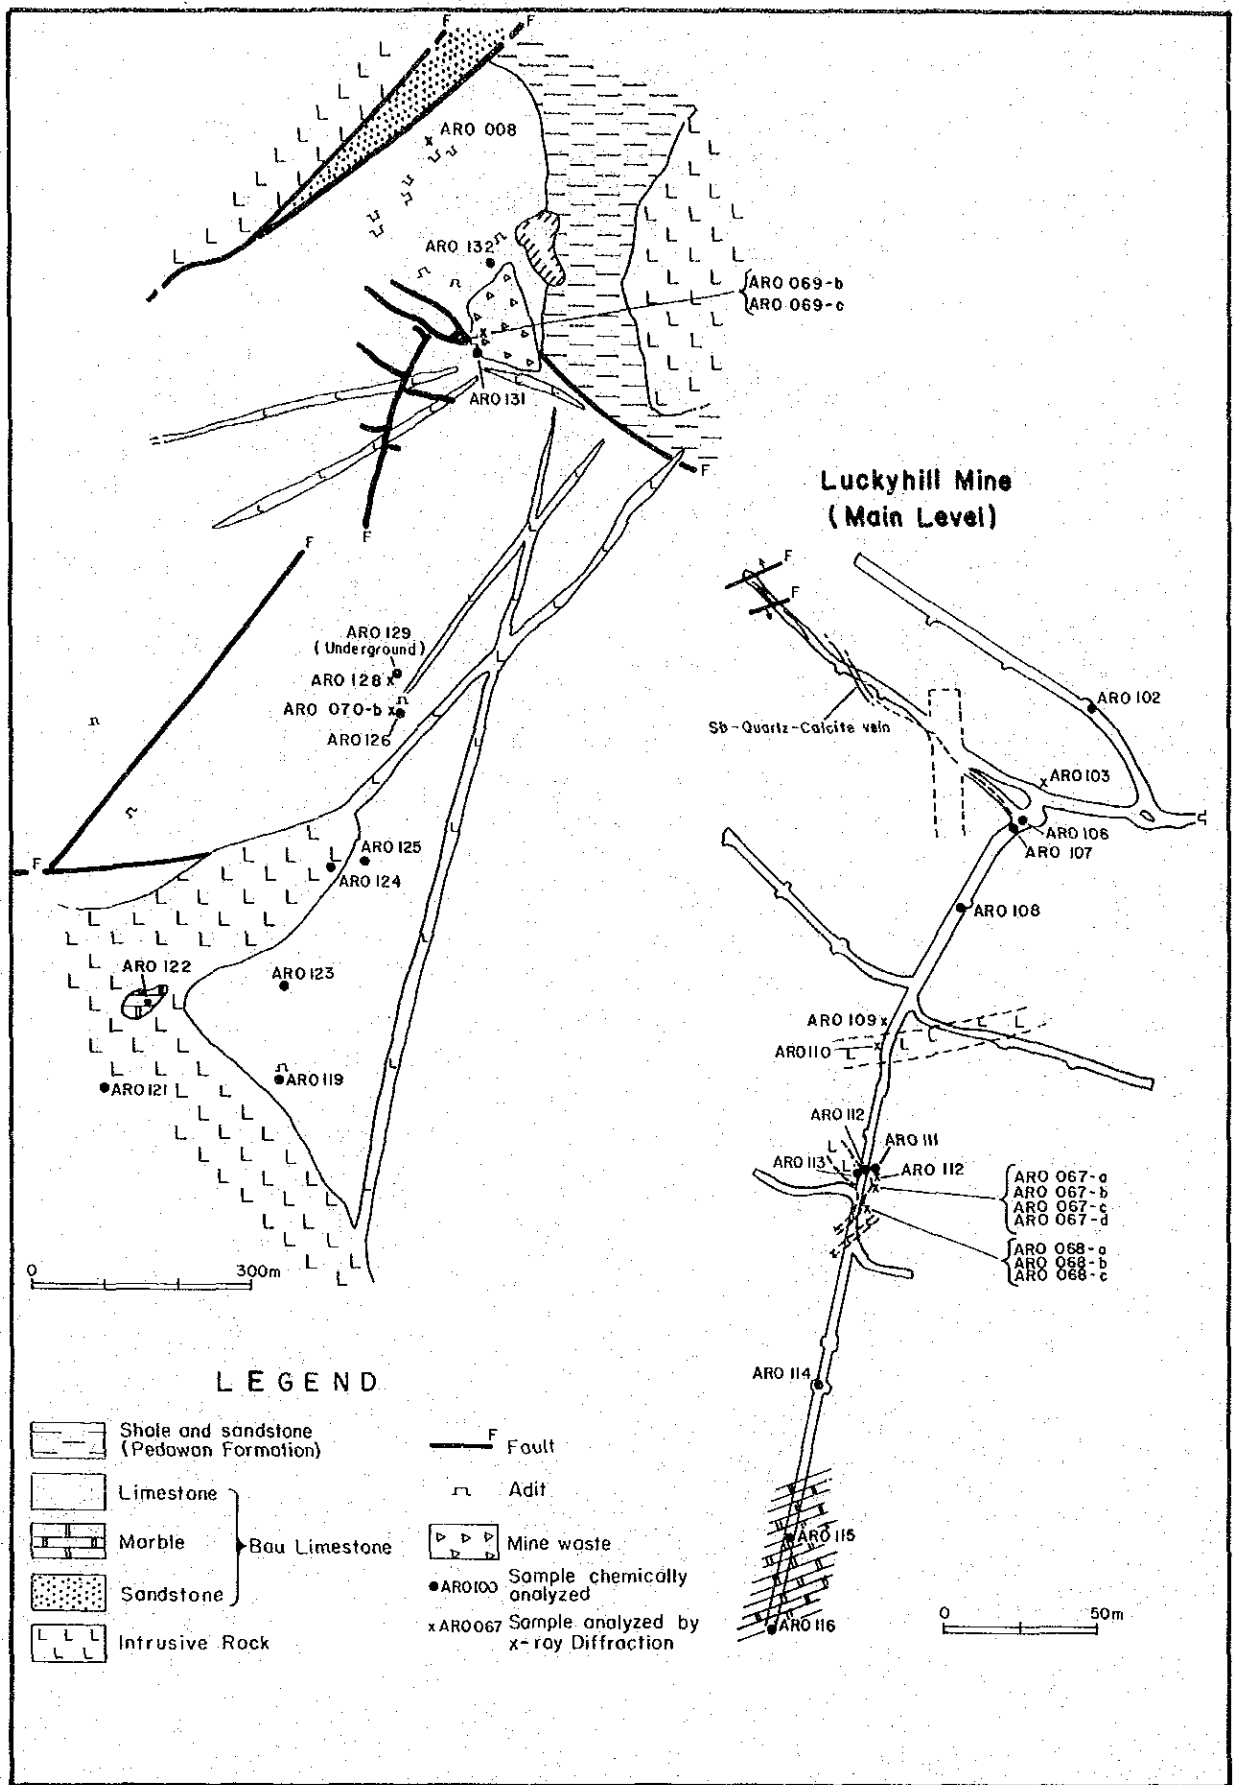 F
F
ARO 008
ARO 132
ARO 069-b
ARO 069-c
ARO 131
F
F
Luckyhill Mine
(Main Level)
F
F
F
ARO 129
(Underground)
ARO 128
ARO 070-b
ARO 126
ARO 102
Sb-Quartz-Calcite vein
ARO 103
ARO 106
ARO 107
ARO 125
ARO 124
F
ARO 108
ARO 122
ARO 123
ARO 109
ARO 110
ARO 121
ARO 119
ARO 112
ARO 111
ARO 113
ARO 112
ARO 067-a
ARO 067-b
ARO 067-c
ARO 067-d
ARO 068-a
ARO 068-b
ARO 068-c
0 300m
ARO 114
LEGEND
Shale and sandstone
(Pedawan Formation)
Limestone
Marble
Bau Limestone
Sandstone
Intrusive Rock
F Fault
Adit
Mine waste
ARO100 Sample chemically
analyzed
ARO067 Sample analyzed by
x-ray Diffraction
ARO 115
ARO 116
0 50m